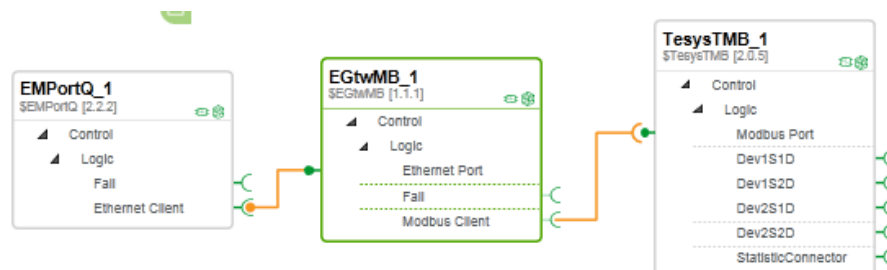 EMPortQ_1
$EMPortQ [2.2.2]
Control
Logic
Fail
Ethernet Client
EGtwMB_1
$EGtwMB [1.1.1]
Control
Logic
Ethernet Port
Fail
Modbus Client
TesysTMB_1
$TesysTMB [2.0.5]
Control
Logic
Modbus Port
Dev1S1D
Dev1S2D
Dev2S1D
Dev2S2D
StatisticConnector